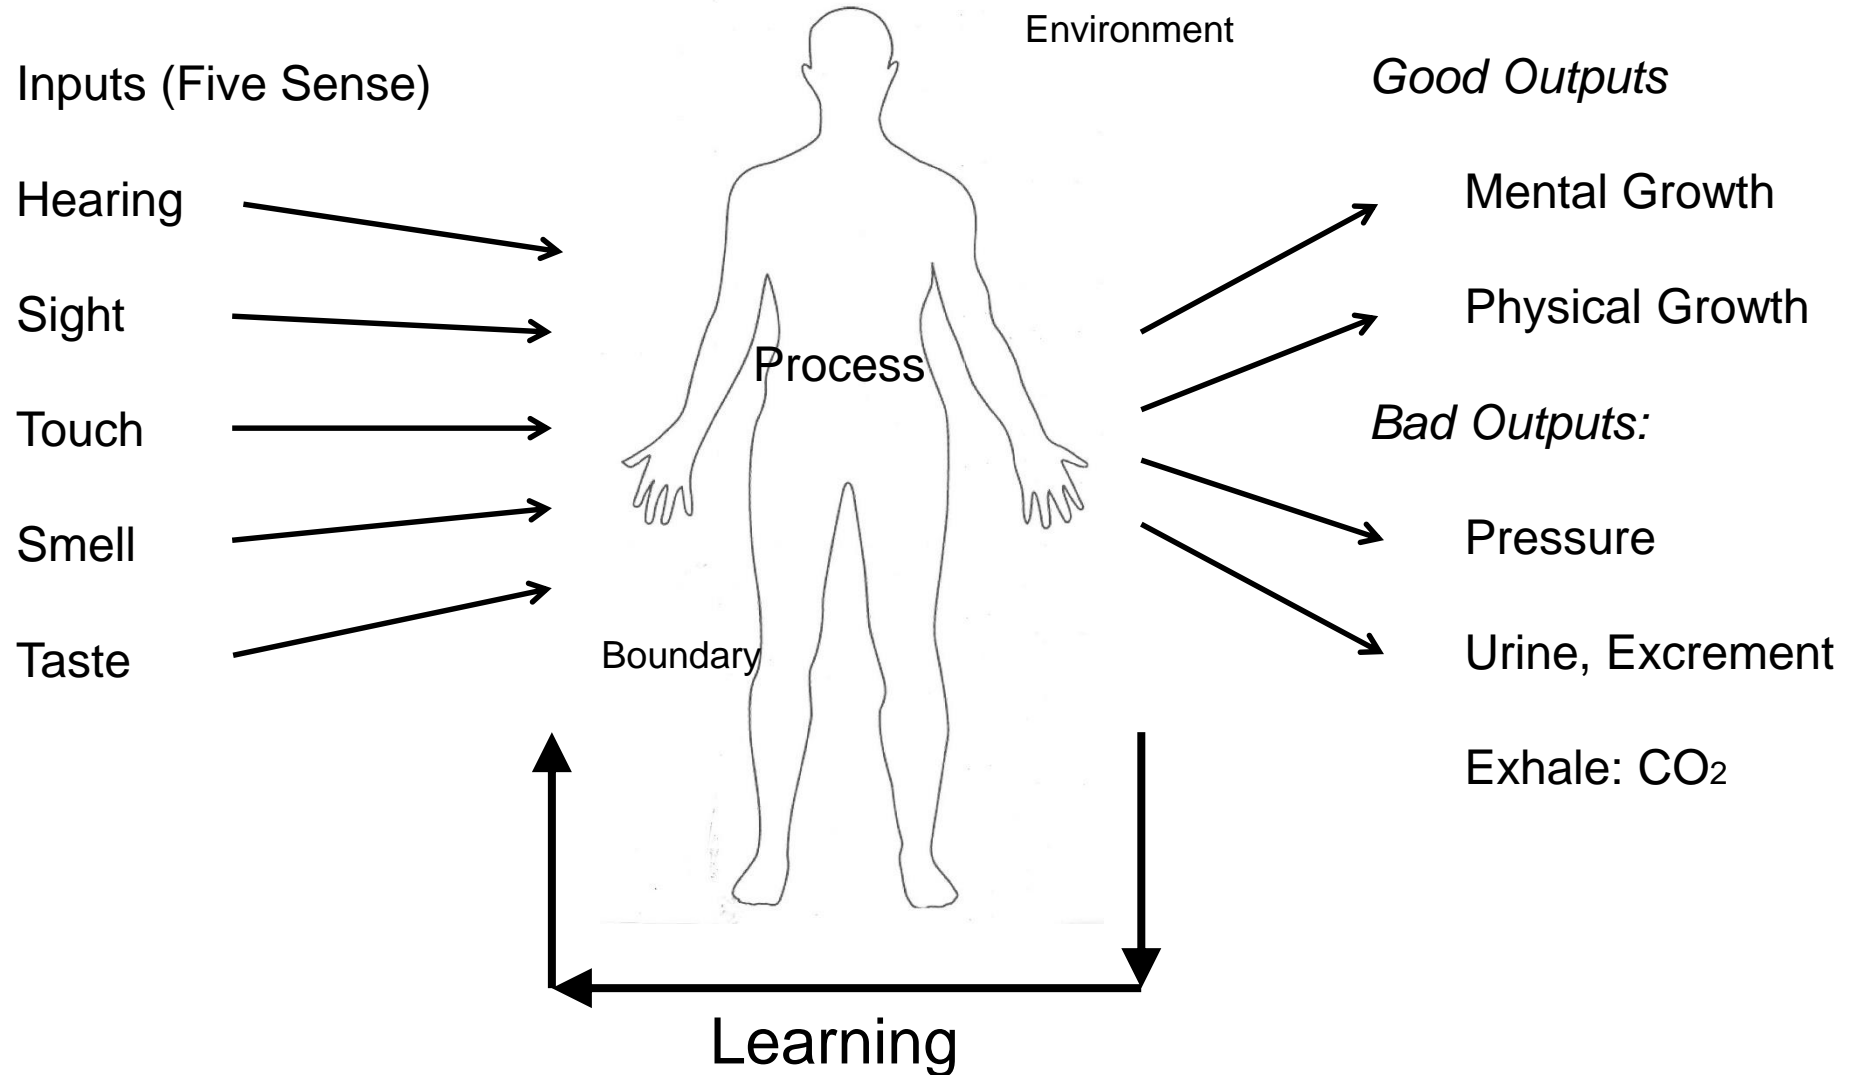 Environment
Inputs (Five Sense)
Hearing
Sight
Touch
Smell
Taste
Process
Boundary
Good Outputs
Mental Growth
Physical Growth
Bad Outputs:
Pressure
Urine, Excrement
Exhale: CO2
Learning